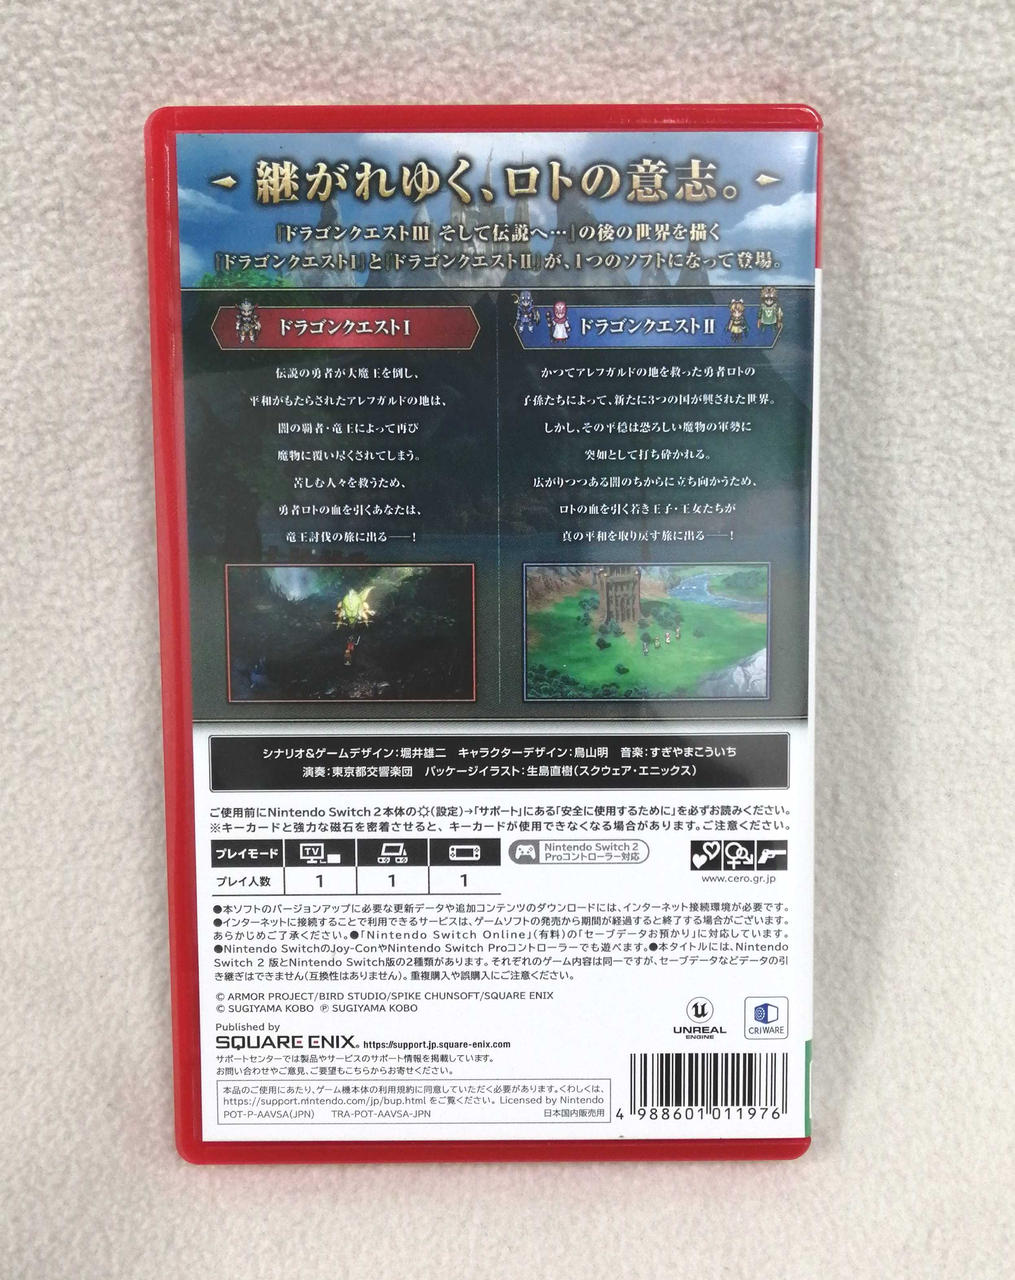 継がれゆく、ロトの意志。
『ドラゴンクエストIII そして伝説へ…』の後の世界を描く
『ドラゴンクエストI』と『ドラゴンクエストII』が、1つのソフトになって登場。
ドラゴンクエストI
伝説の勇者が大魔王を倒し、
平和がもたらされたアレフガルドの地は、
闇の覇者・竜王によって再び
魔物に覆い尽くされてしまう。
苦しむ人々を救うため、
勇者ロトの血を引くあなたは、
竜王討伐の旅に出る——！
ドラゴンクエストII
かつてアレフガルドの地を救った勇者ロトの
子孫たちによって、新たに3つの国が興された世界。
しかし、その平穏は恐ろしい魔物の軍勢に
突如として打ち砕かれる。
広がりつつある闇のちからに立ち向かうため、
ロトの血を引く若き王子・王女たちが
真の平和を取り戻す旅に出る——！
シナリオ&ゲームデザイン：堀井雄二 キャラクターデザイン：鳥山明 音楽：すぎやまこういち
演奏：東京都交響楽団 パッケージイラスト：生島直樹（スクウェア・エニックス）
ご使用前にNintendo Switch 2本体の（設定）→「サポート」にある「安全に使用するために」を必ずお読みください。
※キーカードと強力な磁石を密着させると、キーカードが使用できなくなる場合があります。ご注意ください。
プレイモード TV
プレイ人数 1 1 1
Nintendo Switch 2
Proコントローラー対応
www.cero.gr.jp
●本ソフトのバージョンアップに必要な更新データや追加コンテンツのダウンロードには、インターネット接続環境が必要です。
●インターネットに接続することで利用できるサービスは、ゲームソフトの発売から期間が経過すると終了する場合がございます。
あらかじめご了承ください。●「Nintendo Switch Online」（有料）の「セーブデータお預かり」に対応しています。
●Nintendo SwitchのJoy-ConやNintendo Switch Proコントローラーでも遊べます。●本タイトルには、Nintendo
Switch 2 版とNintendo Switch版の2種類があります。それぞれのゲーム内容は同一ですが、セーブデータなどデータの引
き継ぎはできません（互換性はありません）。重複購入や誤購入にご注意ください。
© ARMOR PROJECT/BIRD STUDIO/SPIKE CHUNSOFT/SQUARE ENIX
© SUGIYAMA KOBO ℗ SUGIYAMA KOBO
UNREAL
ENGINE
CRIWARE
Published by
SQUARE ENIX. https://support.jp.square-enix.com
サポートセンターでは製品やサービスのサポート情報を掲載しています。
お問い合わせやご意見、ご要望もこちらからお寄せください。
本品のご使用にあたり、ゲーム機本体の利用規約に同意していただく必要があります。くわしくは、
https://support.nintendo.com/jp/bup.html をご覧ください。Licensed by Nintendo
POT-P-AAVSA(JPN) TRA-POT-AAVSA-JPN 日本国内販売用
4 988601 011976